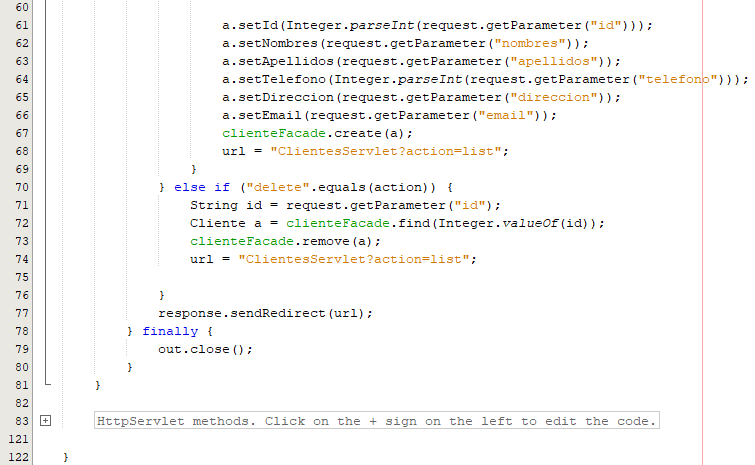 60
61 a.setId(Integer.parseInt(request.getParameter("id")));
62 a.setNombres(request.getParameter("nombres"));
63 a.setApellidos(request.getParameter("apellidos"));
64 a.setTelefono(Integer.parseInt(request.getParameter("telefono")));
65 a.setDireccion(request.getParameter("direccion"));
66 a.setEmail(request.getParameter("email"));
67 clienteFacade.create(a);
68 url = "ClientesServlet?action=list";
69 }
70 } else if ("delete".equals(action)) {
71 String id = request.getParameter("id");
72 Cliente a = clienteFacade.find(Integer.valueOf(id));
73 clienteFacade.remove(a);
74 url = "ClientesServlet?action=list";
75
76 }
77 response.sendRedirect(url);
78 } finally {
79 out.close();
80 }
81 }
82
83 HttpServlet methods. Click on the + sign on the left to edit the code.
121
122 }